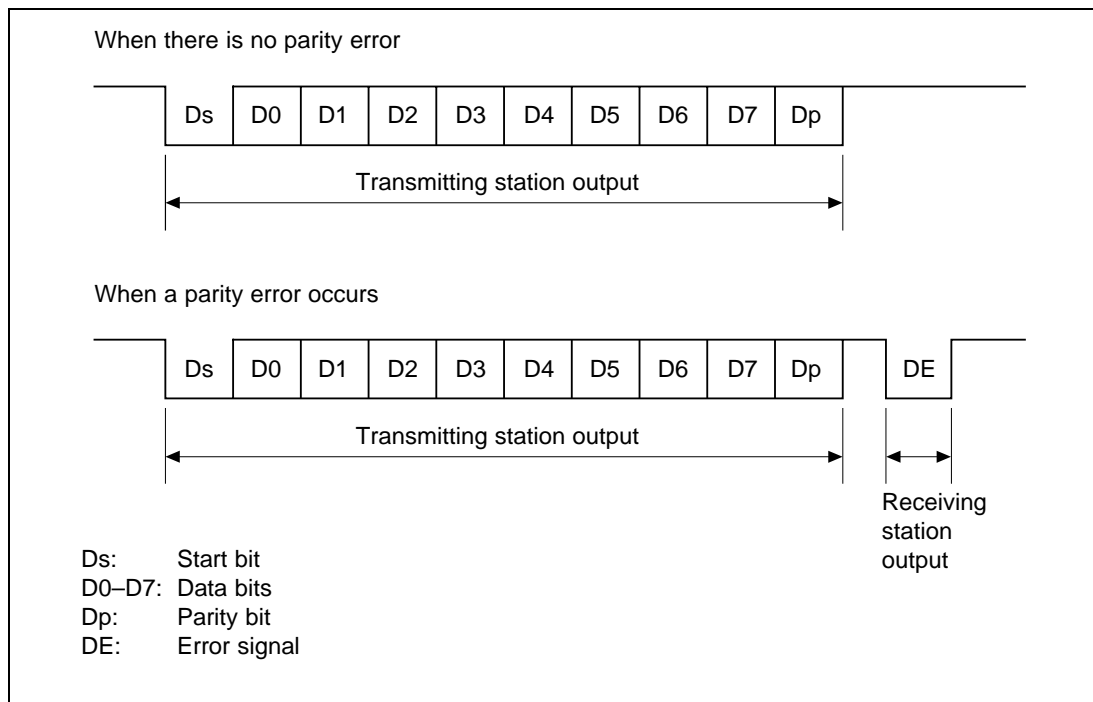 When there is no parity error
Ds D0 D1 D2 D3 D4 D5 D6 D7 Dp
Transmitting station output
When a parity error occurs
Ds D0 D1 D2 D3 D4 D5 D6 D7 Dp DE
Transmitting station output
Receiving
station
output
Ds: Start bit
D0–D7: Data bits
Dp: Parity bit
DE: Error signal